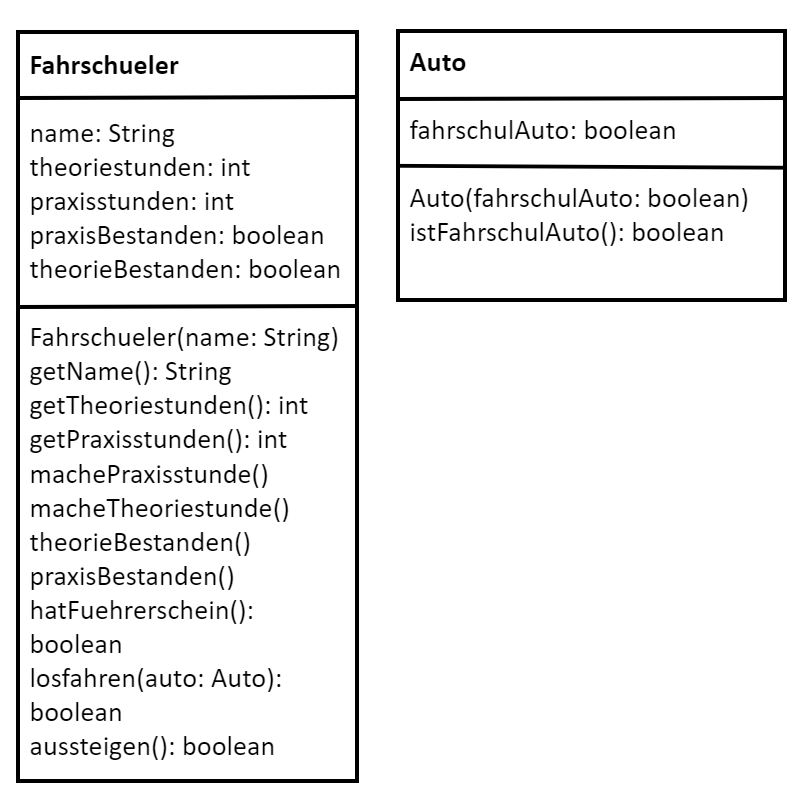 Fahrschueler
name: String
theoriestunden: int
praxisstunden: int
praxisBestanden: boolean
theorieBestanden: boolean
Fahrschueler(name: String)
getName(): String
getTheoriestunden(): int
getPraxisstunden(): int
machePraxisstunde()
macheTheoriestunde()
theorieBestanden()
praxisBestanden()
hatFuehrerschein():
boolean
losfahren(auto: Auto):
boolean
aussteigen(): boolean
Auto
fahrschulAuto: boolean
Auto(fahrschulAuto: boolean)
istFahrschulAuto(): boolean